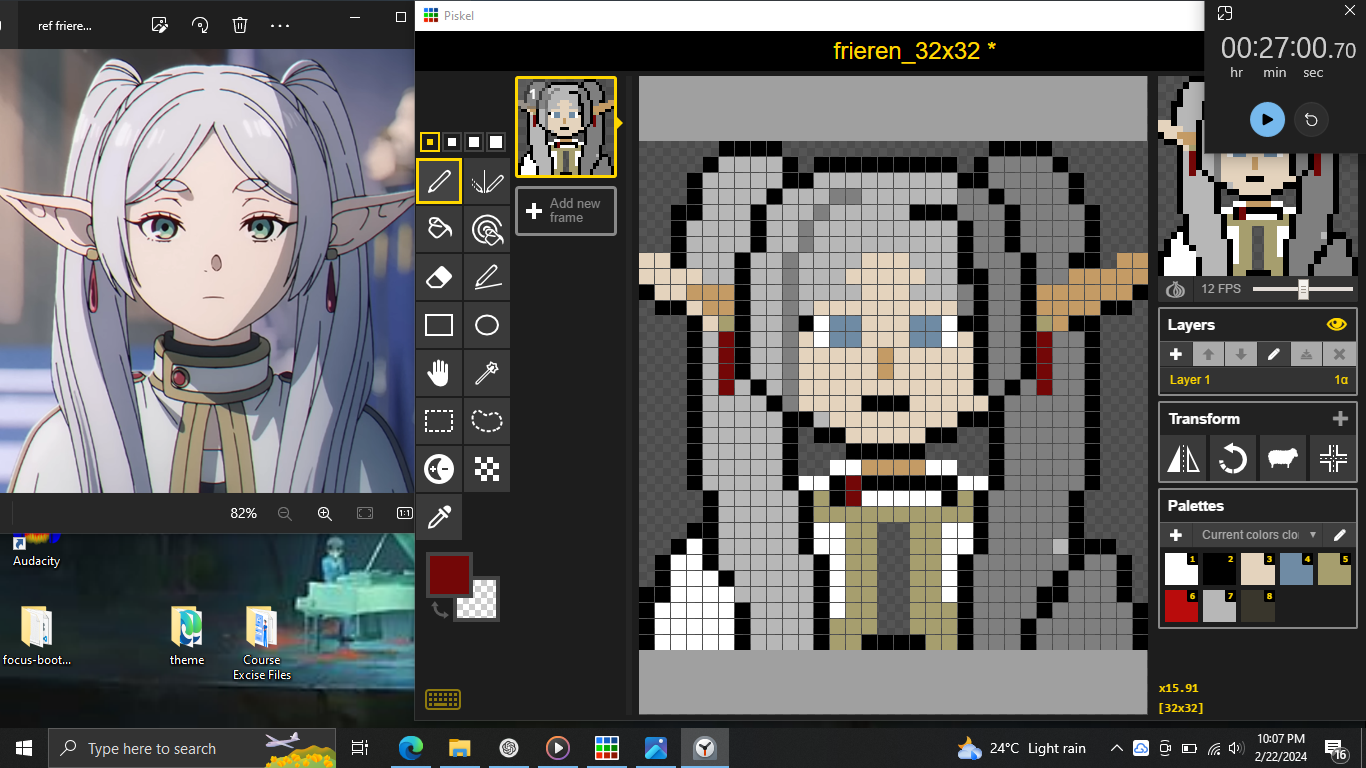 ref friere...
Piskel
frieren_32x32 *
00:27:00.70
hr min sec
1
Add new
frame
12 FPS
Layers
Layer 1
1α
Transform
Palettes
Current colors clo
1 2 3 4 5
6 7 8
x15.91
[32x32]
82%
1:1
Audacity
focus-boot...
theme
Course
Excise Files
Type here to search
24°C Light rain
10:07 PM
2/22/2024
16